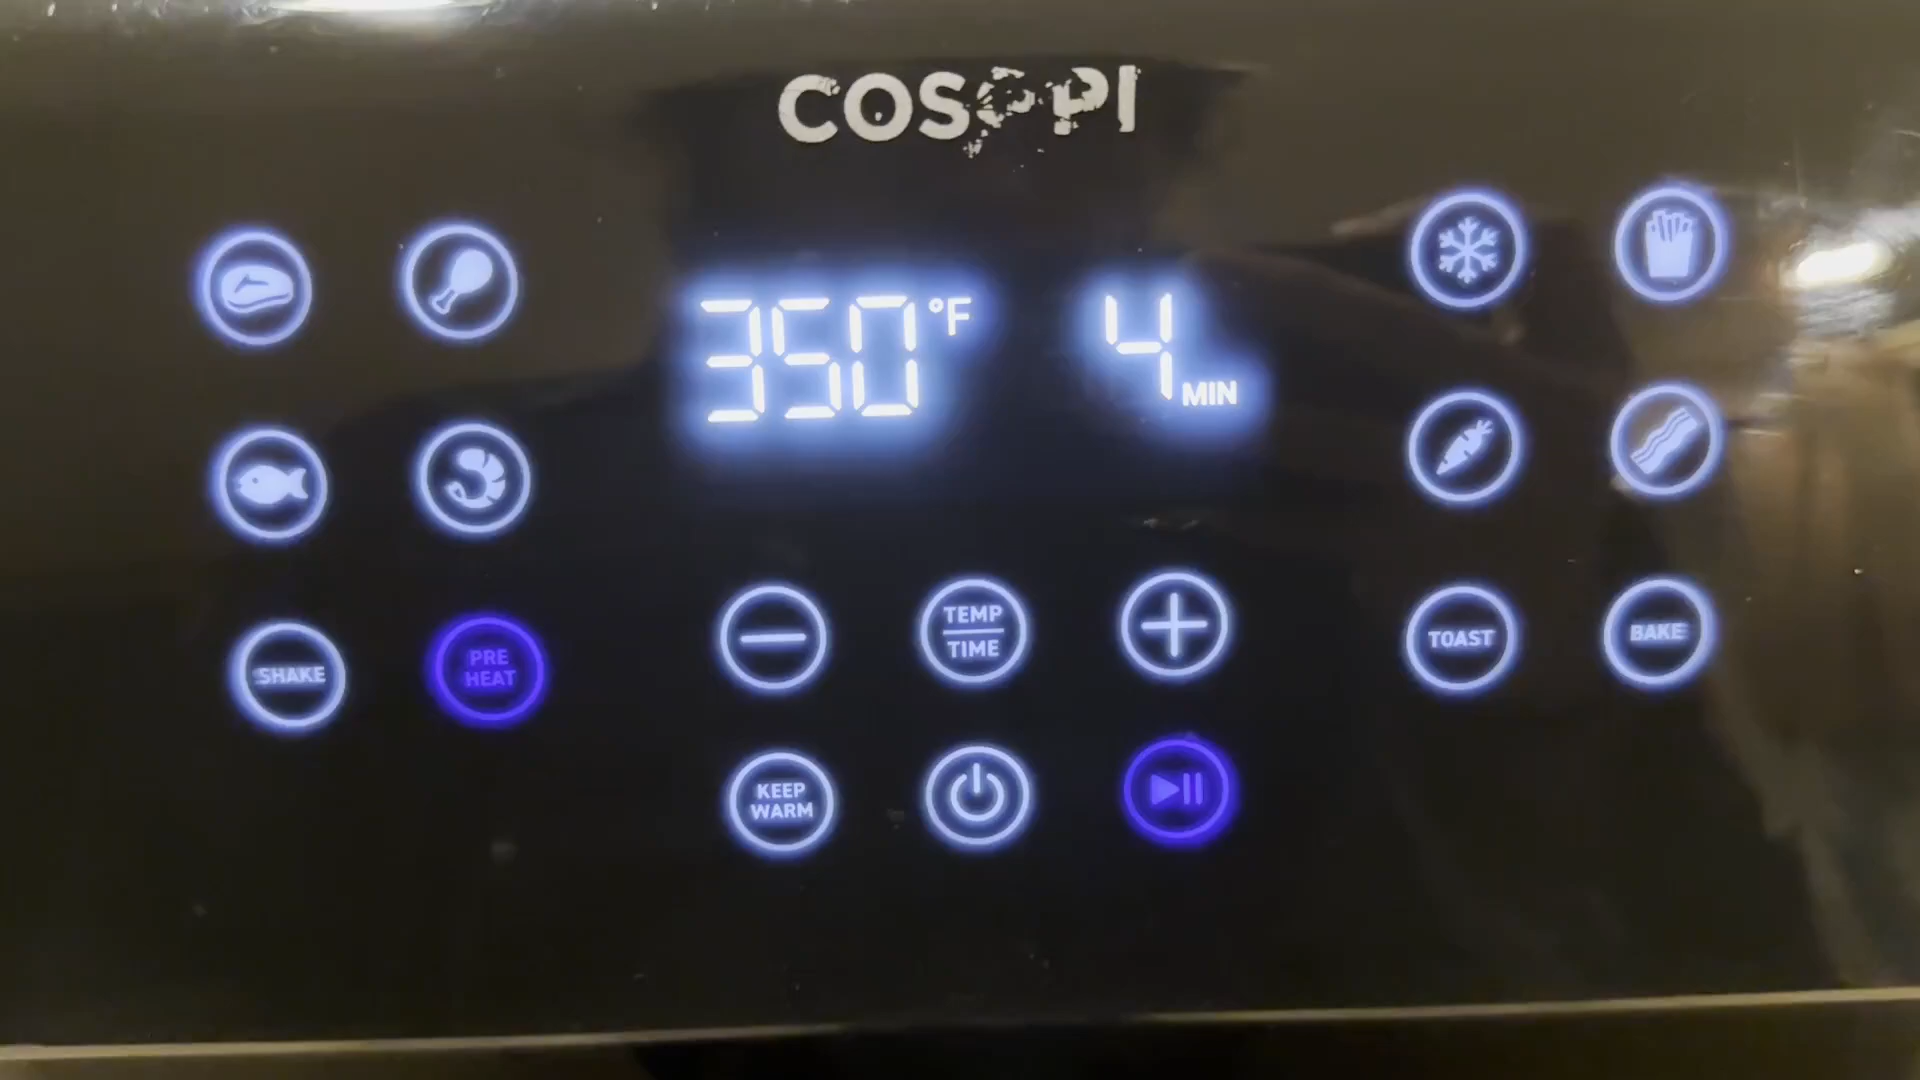 350 °F
4 MIN
SHAKE
PRE
HEAT
TEMP
TIME
TOAST
BAKE
KEEP
WARM